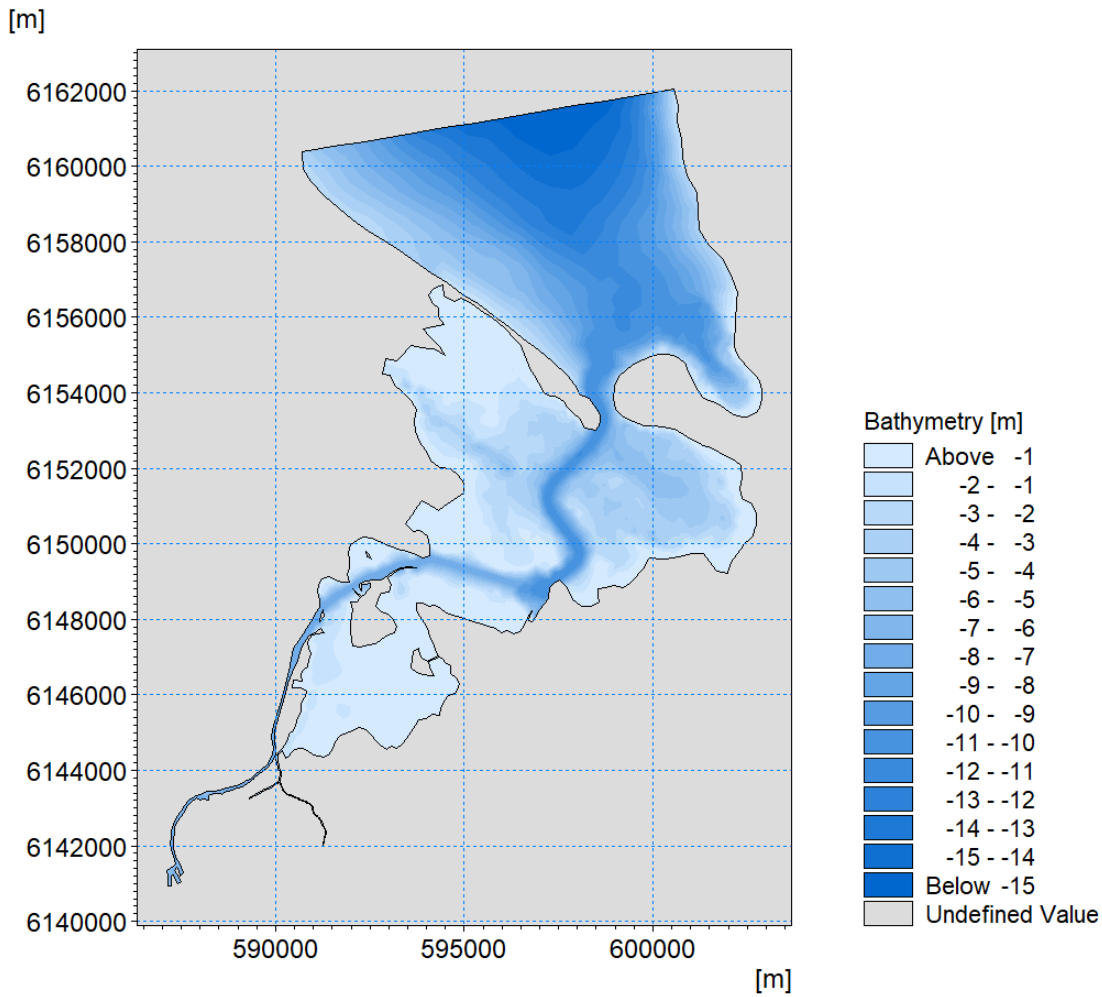 [m]
6162000
6160000
6158000
6156000
6154000
6152000
6150000
6148000
6146000
6144000
6142000
6140000
590000 595000 600000
[m]
Bathymetry [m]
Above -1
-2 - -1
-3 - -2
-4 - -3
-5 - -4
-6 - -5
-7 - -6
-8 - -7
-9 - -8
-10 - -9
-11 - -10
-12 - -11
-13 - -12
-14 - -13
-15 - -14
Below -15
Undefined Value